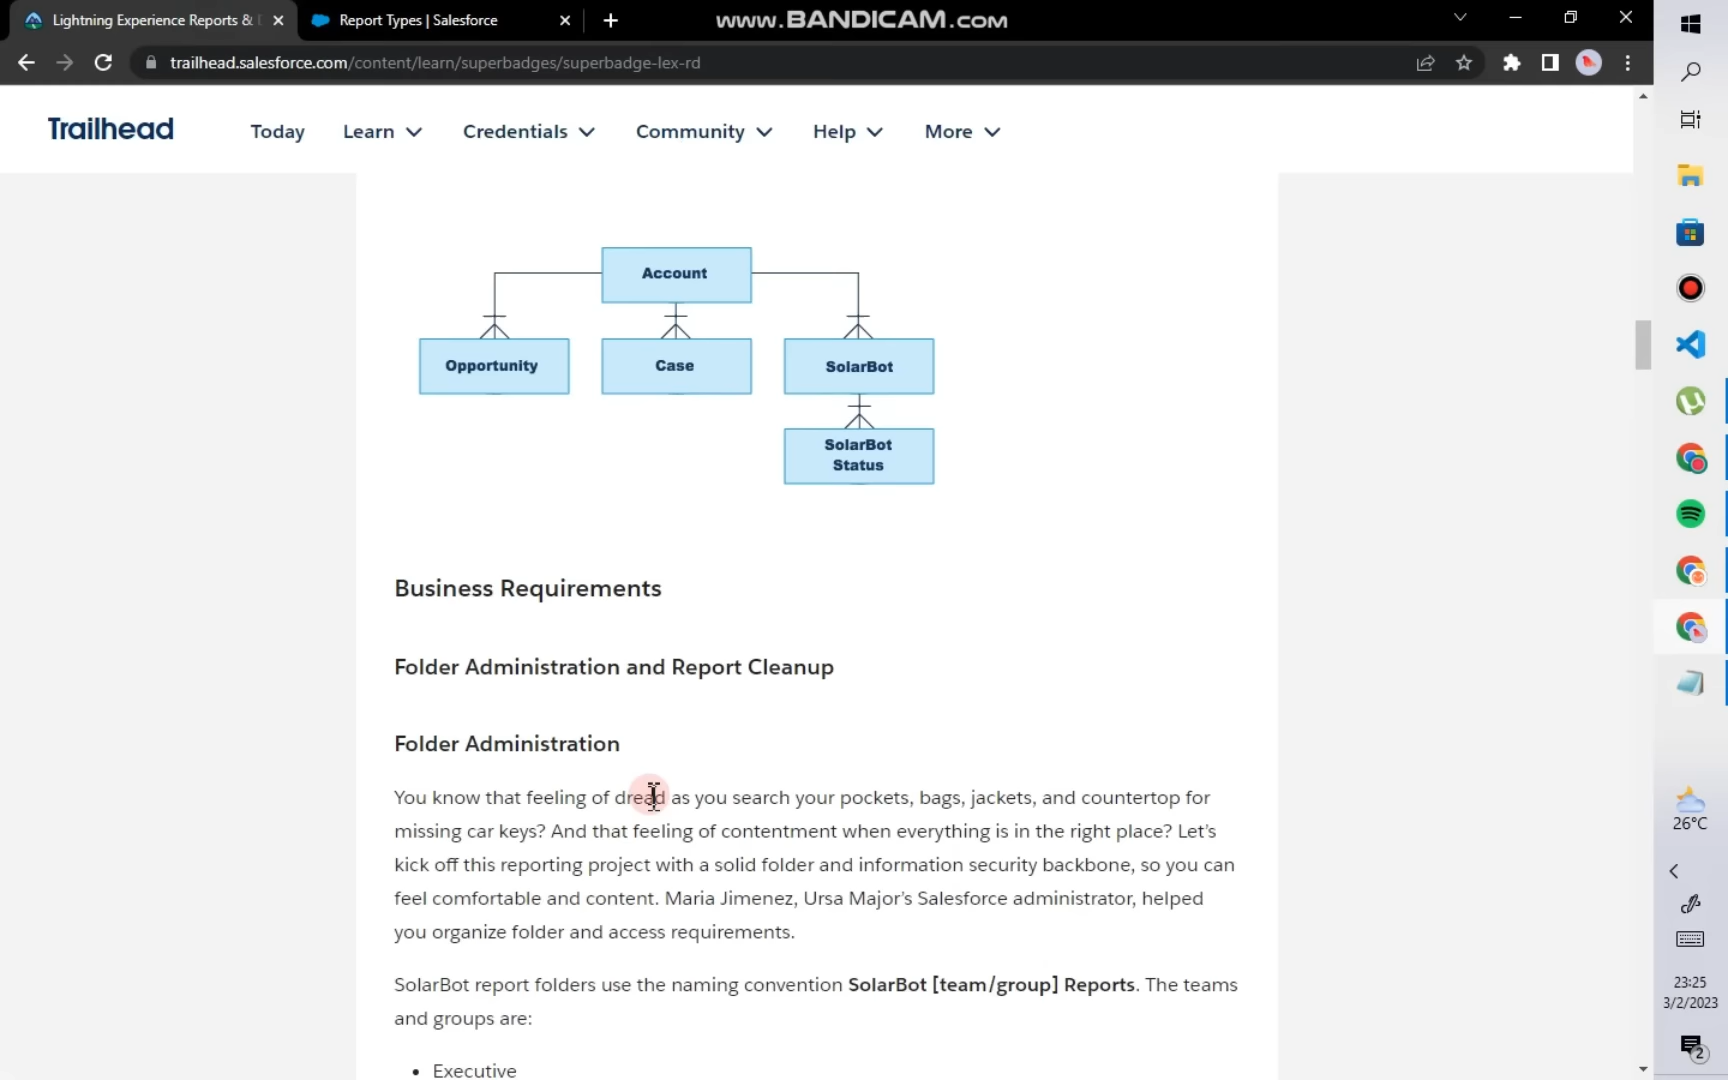 Lightning Experience Reports & D
Report Types | Salesforce
www.BANDICAM.com
trailhead.salesforce.com/content/learn/superbadges/superbadge-lex-rd
Trailhead
Today
Learn
Credentials
Community
Help
More
Account
Opportunity
Case
SolarBot
SolarBot
Status
Business Requirements
Folder Administration and Report Cleanup
Folder Administration
You know that feeling of dread as you search your pockets, bags, jackets, and countertop for
missing car keys? And that feeling of contentment when everything is in the right place? Let’s
kick off this reporting project with a solid folder and information security backbone, so you can
feel comfortable and content. Maria Jimenez, Ursa Major’s Salesforce administrator, helped
you organize folder and access requirements.
SolarBot report folders use the naming convention SolarBot [team/group] Reports. The teams
and groups are:
• Executive
26°C
23:25
3/2/2023
2